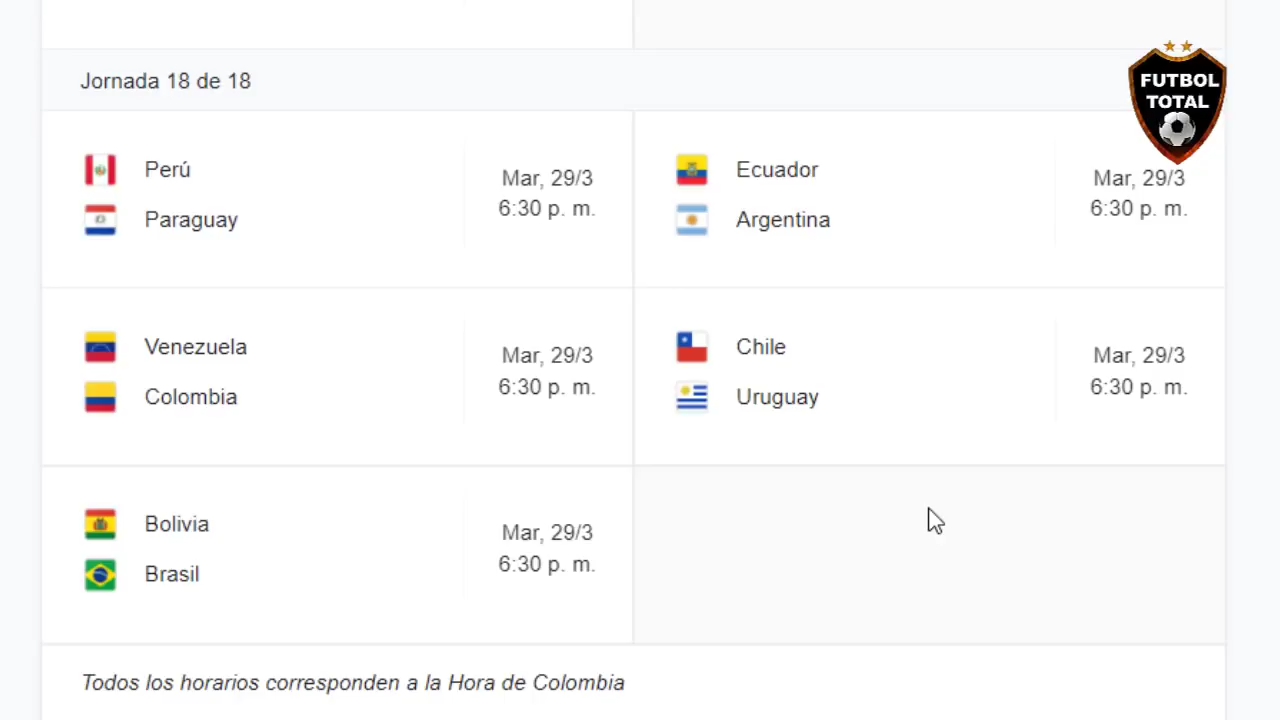 Jornada 18 de 18
FUTBOL
TOTAL
Perú
Paraguay
Mar, 29/3
6:30 p. m.
Ecuador
Argentina
Mar, 29/3
6:30 p. m.
Venezuela
Colombia
Mar, 29/3
6:30 p. m.
Chile
Uruguay
Mar, 29/3
6:30 p. m.
Bolivia
Brasil
Mar, 29/3
6:30 p. m.
Todos los horarios corresponden a la Hora de Colombia